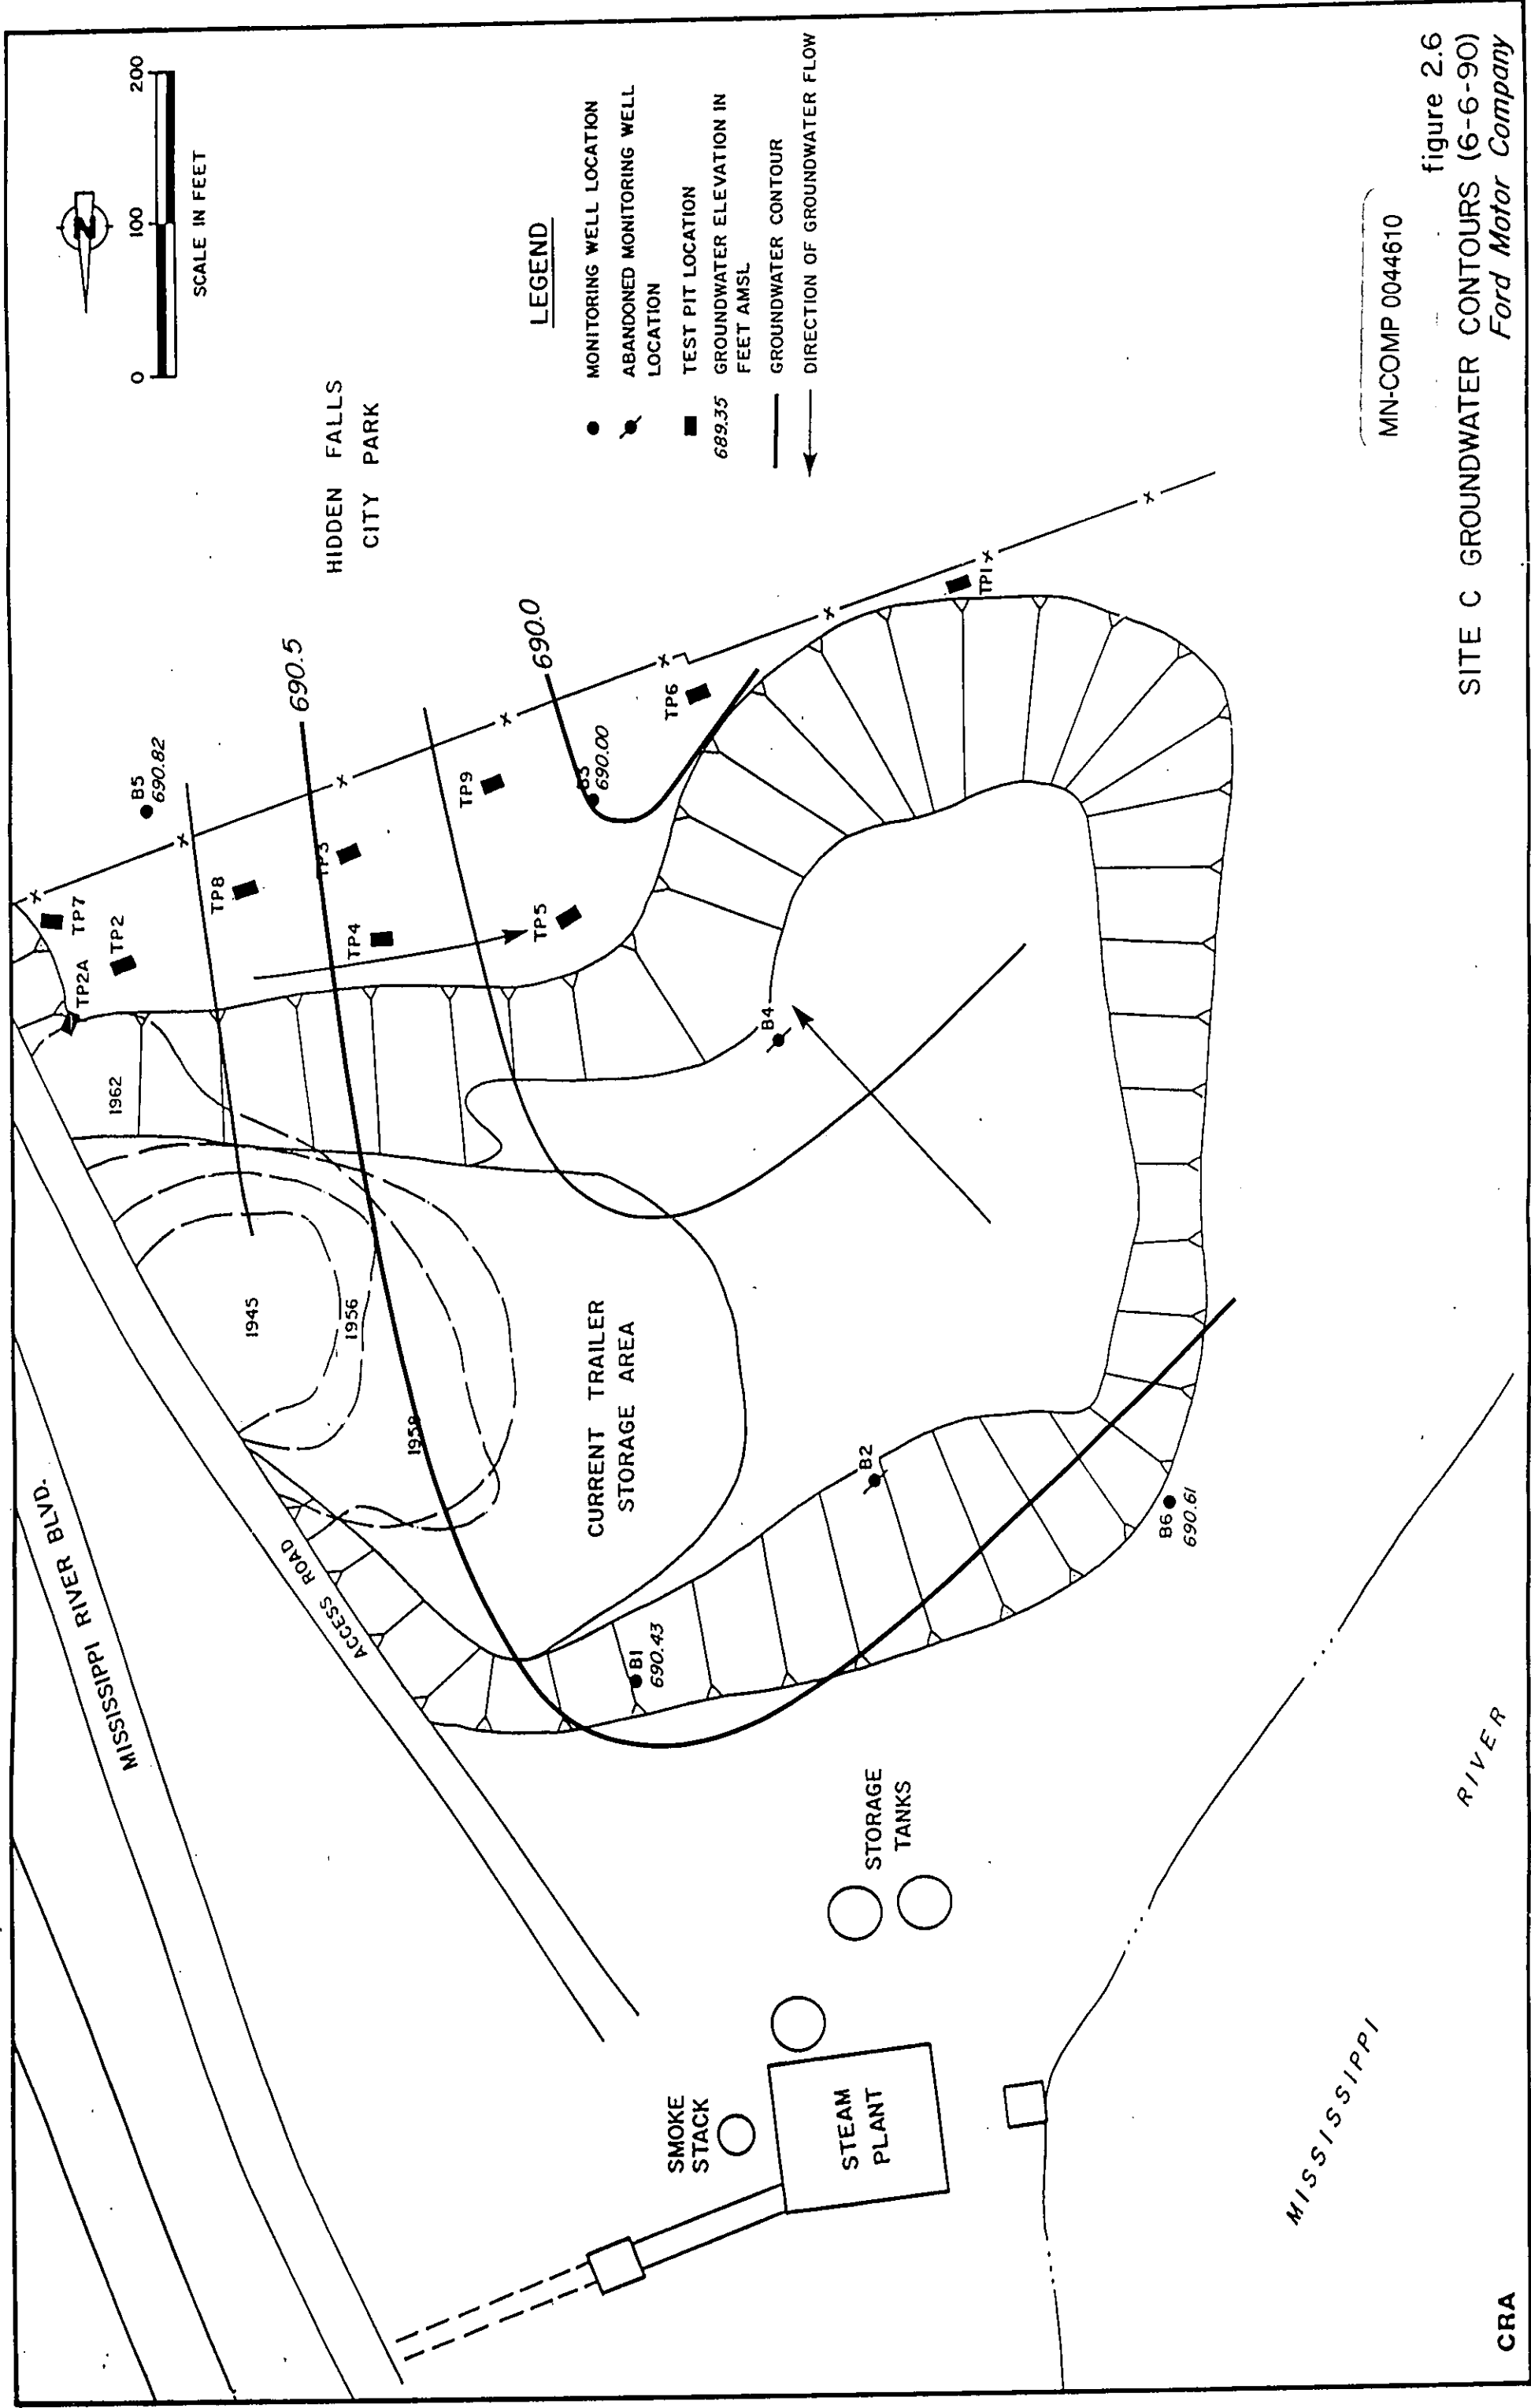 N
0 100 200
SCALE IN FEET
HIDDEN FALLS
CITY PARK
LEGEND
MONITORING WELL LOCATION
ABANDONED MONITORING WELL
LOCATION
TEST PIT LOCATION
689.35 GROUNDWATER ELEVATION IN
FEET AMSL
GROUNDWATER CONTOUR
DIRECTION OF GROUNDWATER FLOW
MISSISSIPPI RIVER BLVD.
ACCESS ROAD
1945
1956
1958
1962
CURRENT TRAILER
STORAGE AREA
TP2A
TP7
TP2
TP8
TP3
TP4
TP9
TP5
TP6
TP1
B5
690.82
690.5
690.0
B3
690.00
B4
B2
B1
690.43
B6
690.61
SMOKE
STACK
STEAM
PLANT
STORAGE
TANKS
MISSISSIPPI
RIVER
CRA
MN-COMP 0044610
figure 2.6
SITE C GROUNDWATER CONTOURS (6-6-90)
Ford Motor Company